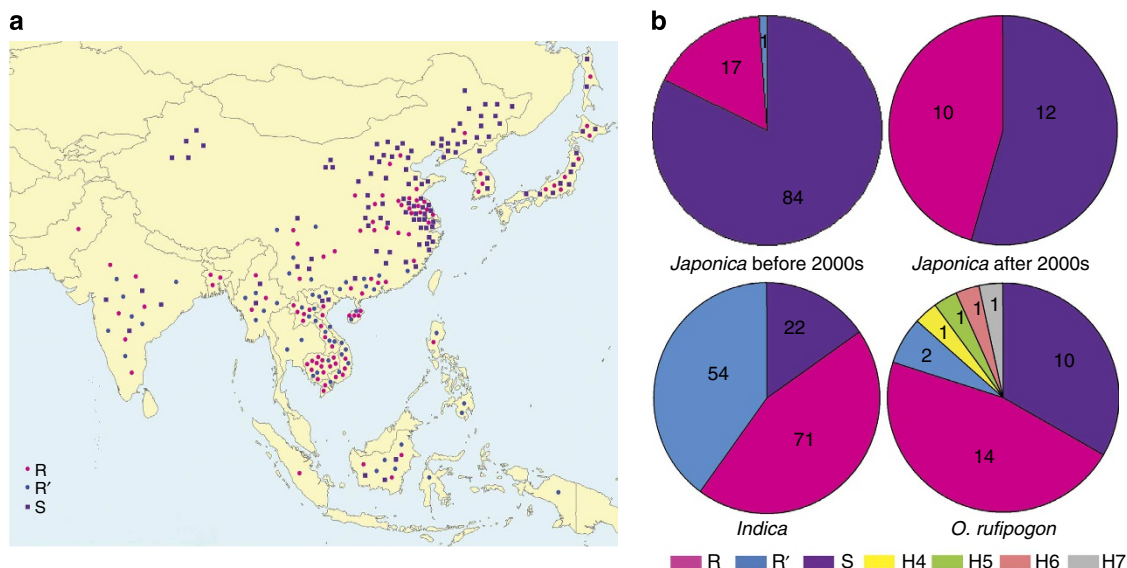 a
R
R′
S
b
17
1
84
10
12
Japonica before 2000s
Japonica after 2000s
54
22
71
2
1
1
1
1
10
14
Indica
O. rufipogon
R
R′
S
H4
H5
H6
H7